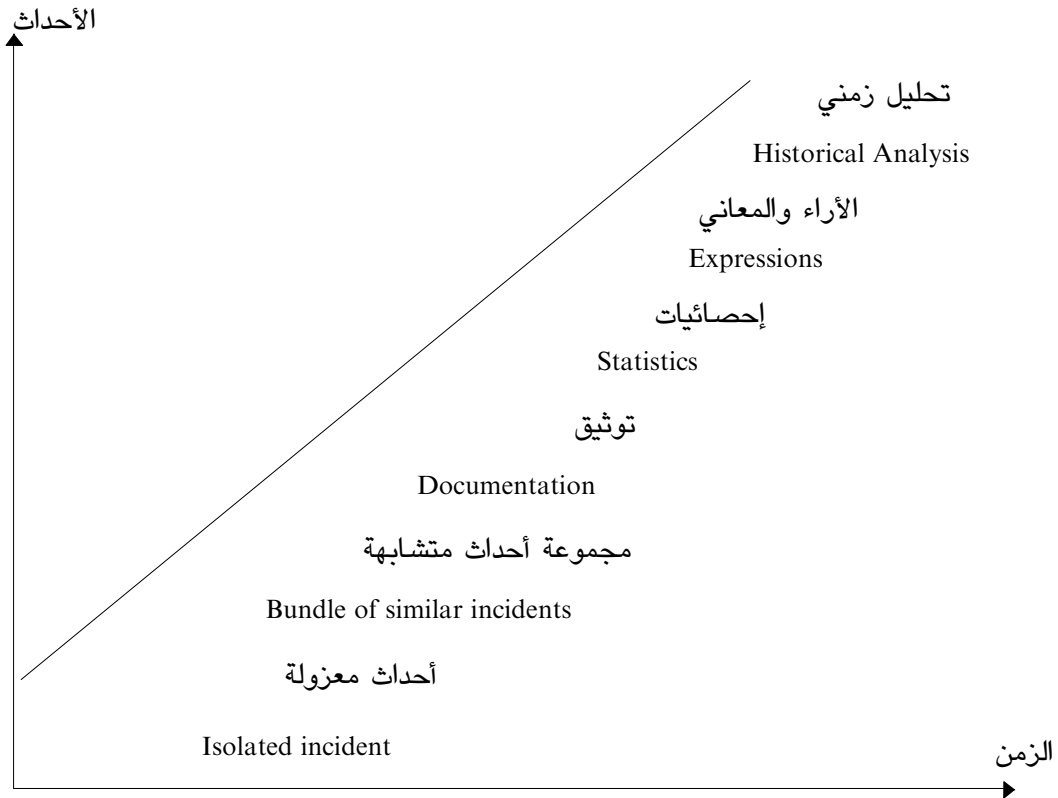 الأحداث
تحليل زمني
Historical Analysis
الأراء والمعاني
Expressions
إحصائيات
Statistics
توثيق
Documentation
مجموعة أحداث متشابهة
Bundle of similar incidents
أحداث معزولة
Isolated incident
الزمن